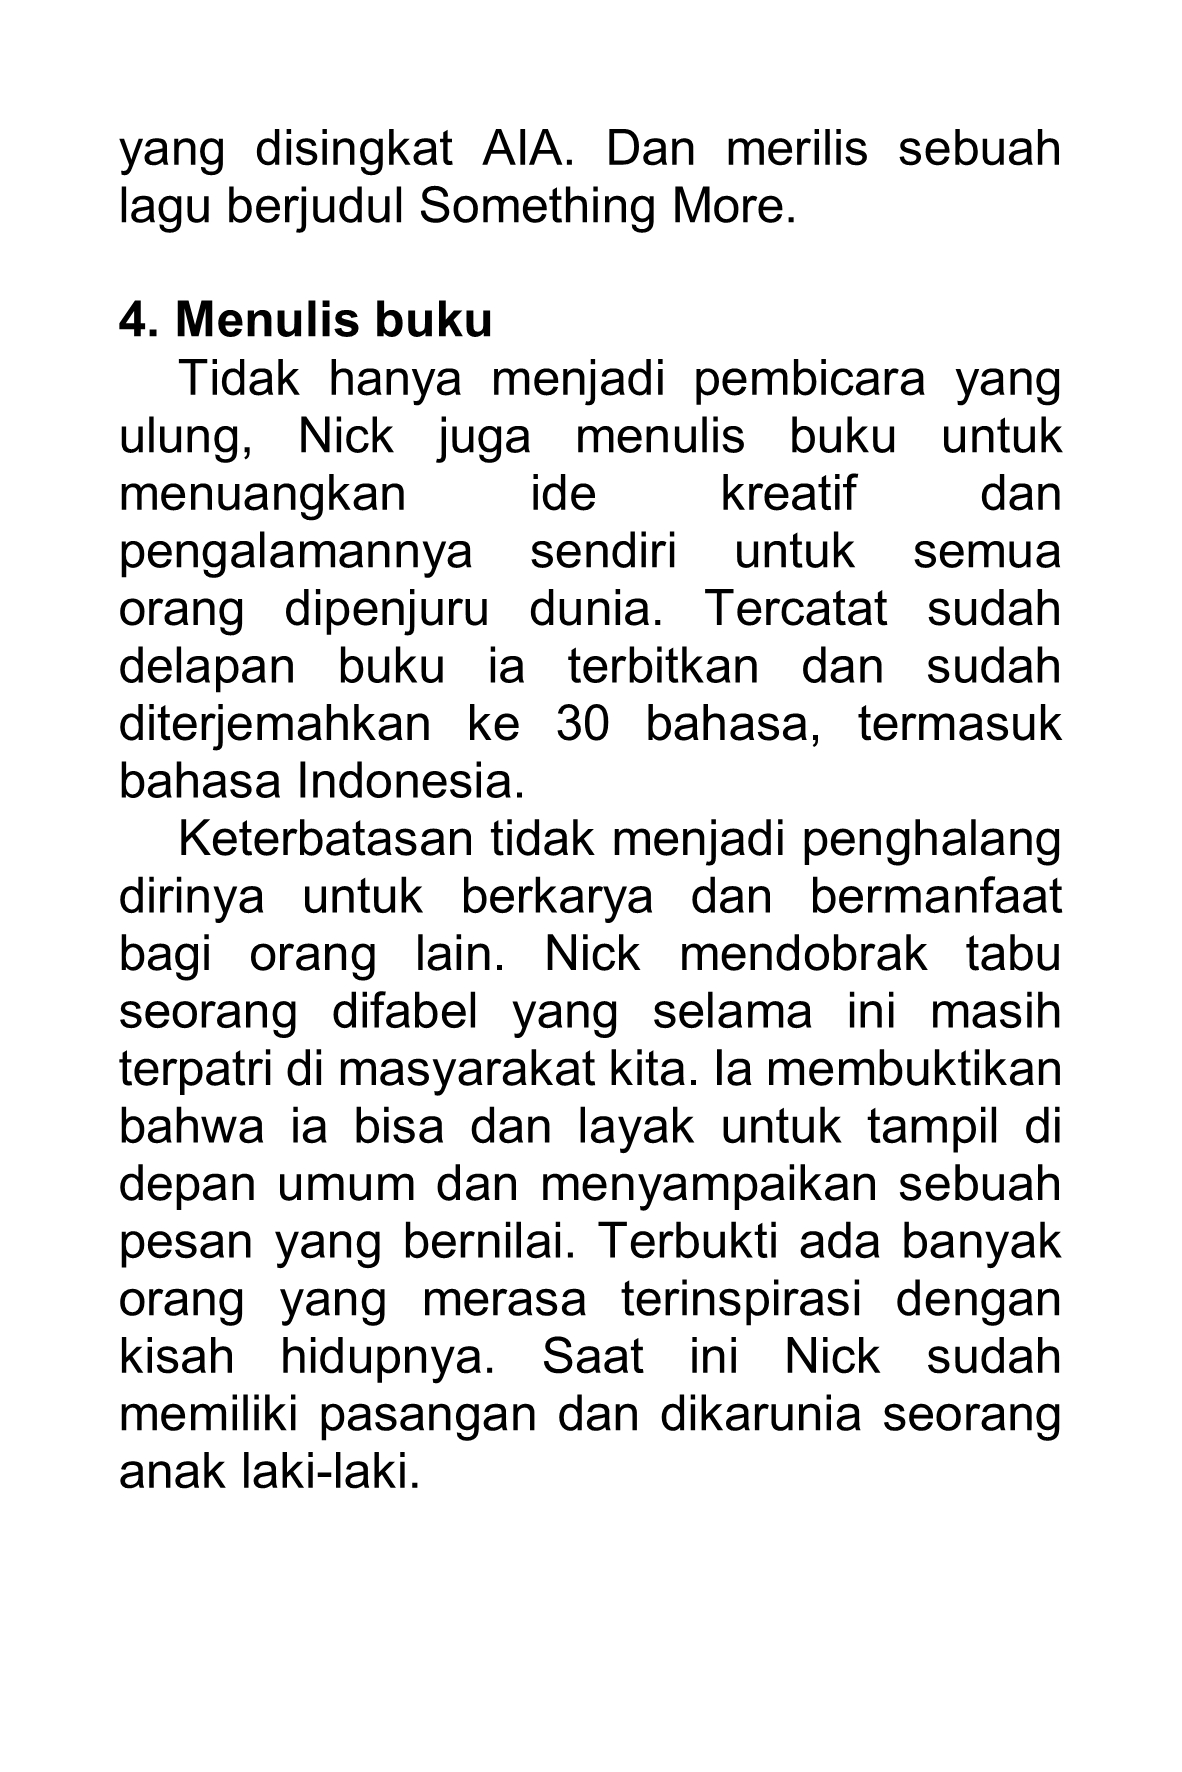 yang disingkat AIA. Dan merilis sebuah
lagu berjudul Something More.
4. Menulis buku
Tidak hanya menjadi pembicara yang
ulung, Nick juga menulis buku untuk
menuangkan ide kreatif dan
pengalamannya sendiri untuk semua
orang dipenjuru dunia. Tercatat sudah
delapan buku ia terbitkan dan sudah
diterjemahkan ke 30 bahasa, termasuk
bahasa Indonesia.
Keterbatasan tidak menjadi penghalang
dirinya untuk berkarya dan bermanfaat
bagi orang lain. Nick mendobrak tabu
seorang difabel yang selama ini masih
terpatri di masyarakat kita. Ia membuktikan
bahwa ia bisa dan layak untuk tampil di
depan umum dan menyampaikan sebuah
pesan yang bernilai. Terbukti ada banyak
orang yang merasa terinspirasi dengan
kisah hidupnya. Saat ini Nick sudah
memiliki pasangan dan dikarunia seorang
anak laki-laki.